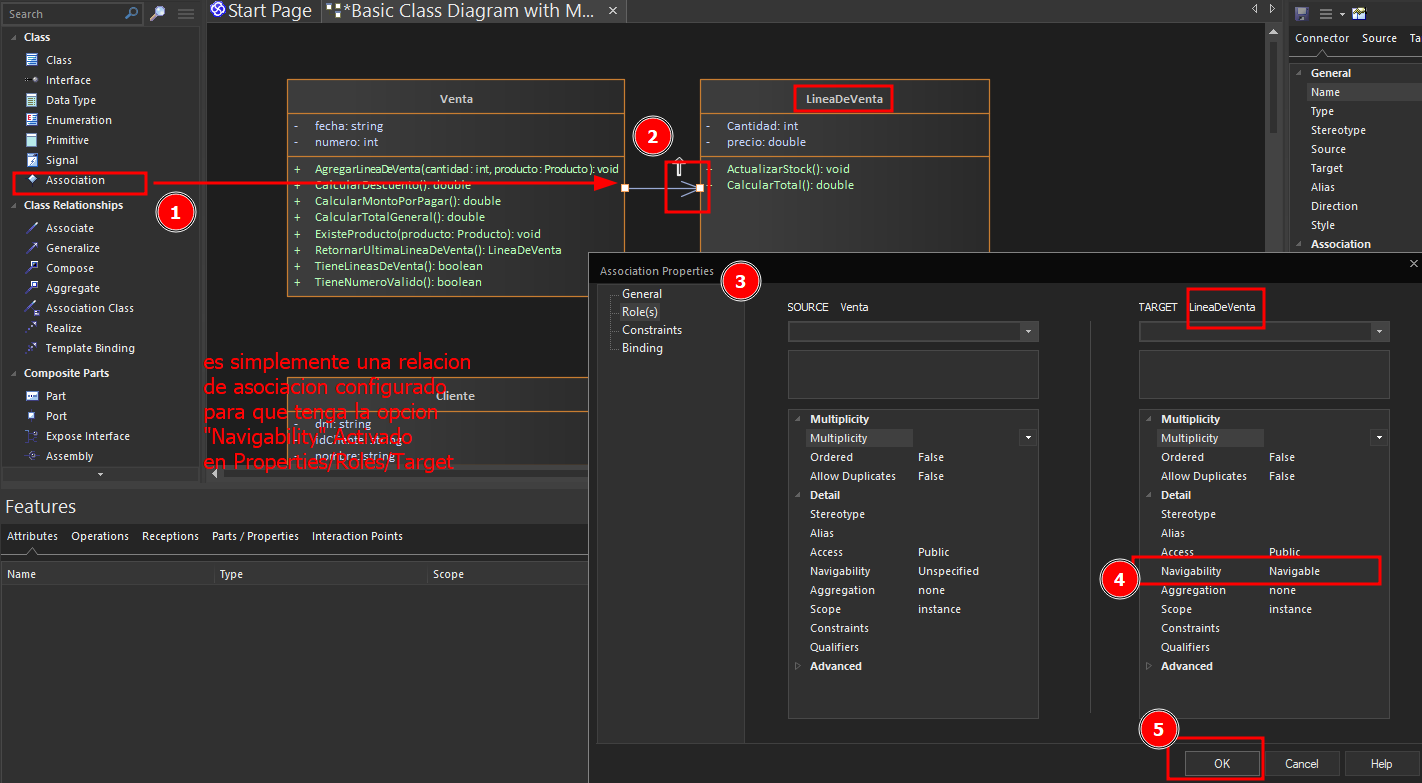 Search
Start Page
*Basic Class Diagram with M...
Class
Class
Interface
Data Type
Enumeration
Primitive
Signal
Association
1
Class Relationships
Associate
Generalize
Compose
Aggregate
Association Class
Realize
Template Binding
Composite Parts
Part
Port
Expose Interface
Assembly
Venta
- fecha: string
- numero: int
+ AgregarLineaDeVenta(cantidad : int, producto : Producto ): void
+ CalcularDescuento(): double
+ CalcularMontoPorPagar(): double
+ CalcularTotalGeneral(): double
+ ExisteProducto(producto: Producto): void
+ RetornarUltimaLineaDeVenta(): LineaDeVenta
+ TieneLineasDeVenta(): boolean
+ TieneNumeroValido(): boolean
2
LineaDeVenta
- Cantidad: int
- precio: double
+ ActualizarStock(): void
+ CalcularTotal(): double
es simplemente una relacion
de asociacion configurado
para que tenga la opcion
"Navigability" Activado
en Properties/Roles/Target
Cliente
- dni: string
- idCliente: string
- nombre: string
Connector Source Ta
General
Name
Type
Stereotype
Source
Target
Alias
Direction
Style
Association
Features
Attributes Operations Receptions Parts / Properties Interaction Points
Name Type Scope
Association Properties
3
General
Role(s)
Constraints
Binding
SOURCE Venta
Multiplicity
Multiplicity
Ordered False
Allow Duplicates False
Detail
Stereotype
Alias
Access Public
Navigability Unspecified
Aggregation none
Scope instance
Constraints
Qualifiers
Advanced
TARGET LineaDeVenta
Multiplicity
Multiplicity
Ordered False
Allow Duplicates False
Detail
Stereotype
Alias
Access Public
4
Navigability Navigable
Aggregation none
Scope instance
Constraints
Qualifiers
Advanced
5
OK Cancel Help